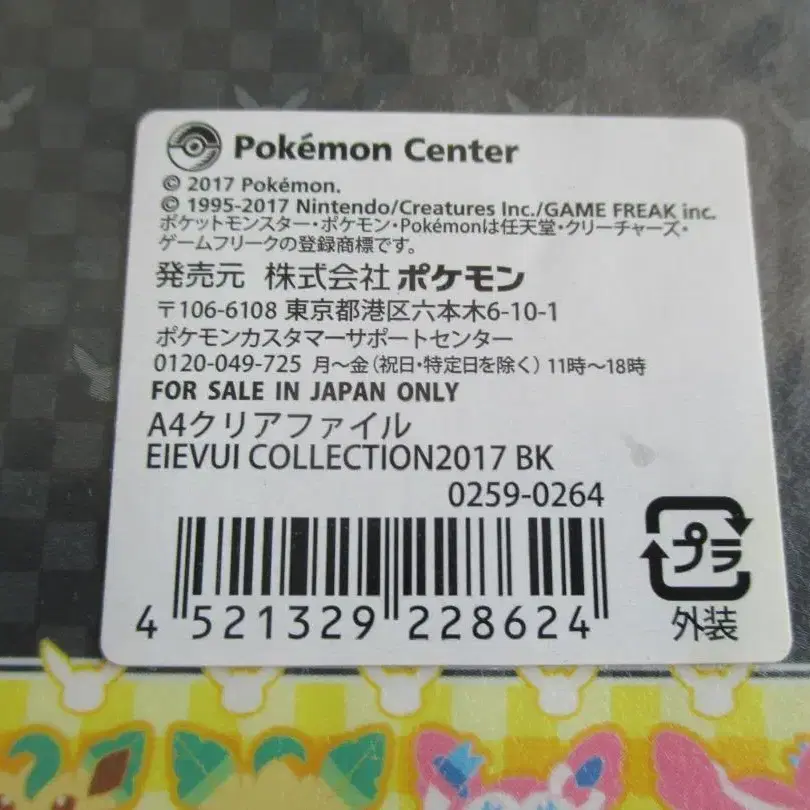 Pokémon Center
© 2017 Pokémon.
© 1995-2017 Nintendo/Creatures Inc./GAME FREAK inc.
ポケットモンスター・ポケモン・Pokémonは任天堂・クリーチャーズ・
ゲームフリークの登録商標です。
発売元 株式会社ポケモン
〒106-6108 東京都港区六本木6-10-1
ポケモンカスタマーサポートセンター
0120-049-725 月〜金（祝日・特定日を除く）11時〜18時
FOR SALE IN JAPAN ONLY
A4クリアファイル
EIEVUI COLLECTION2017 BK
0259-0264
4 521329 228624
プラ
外装